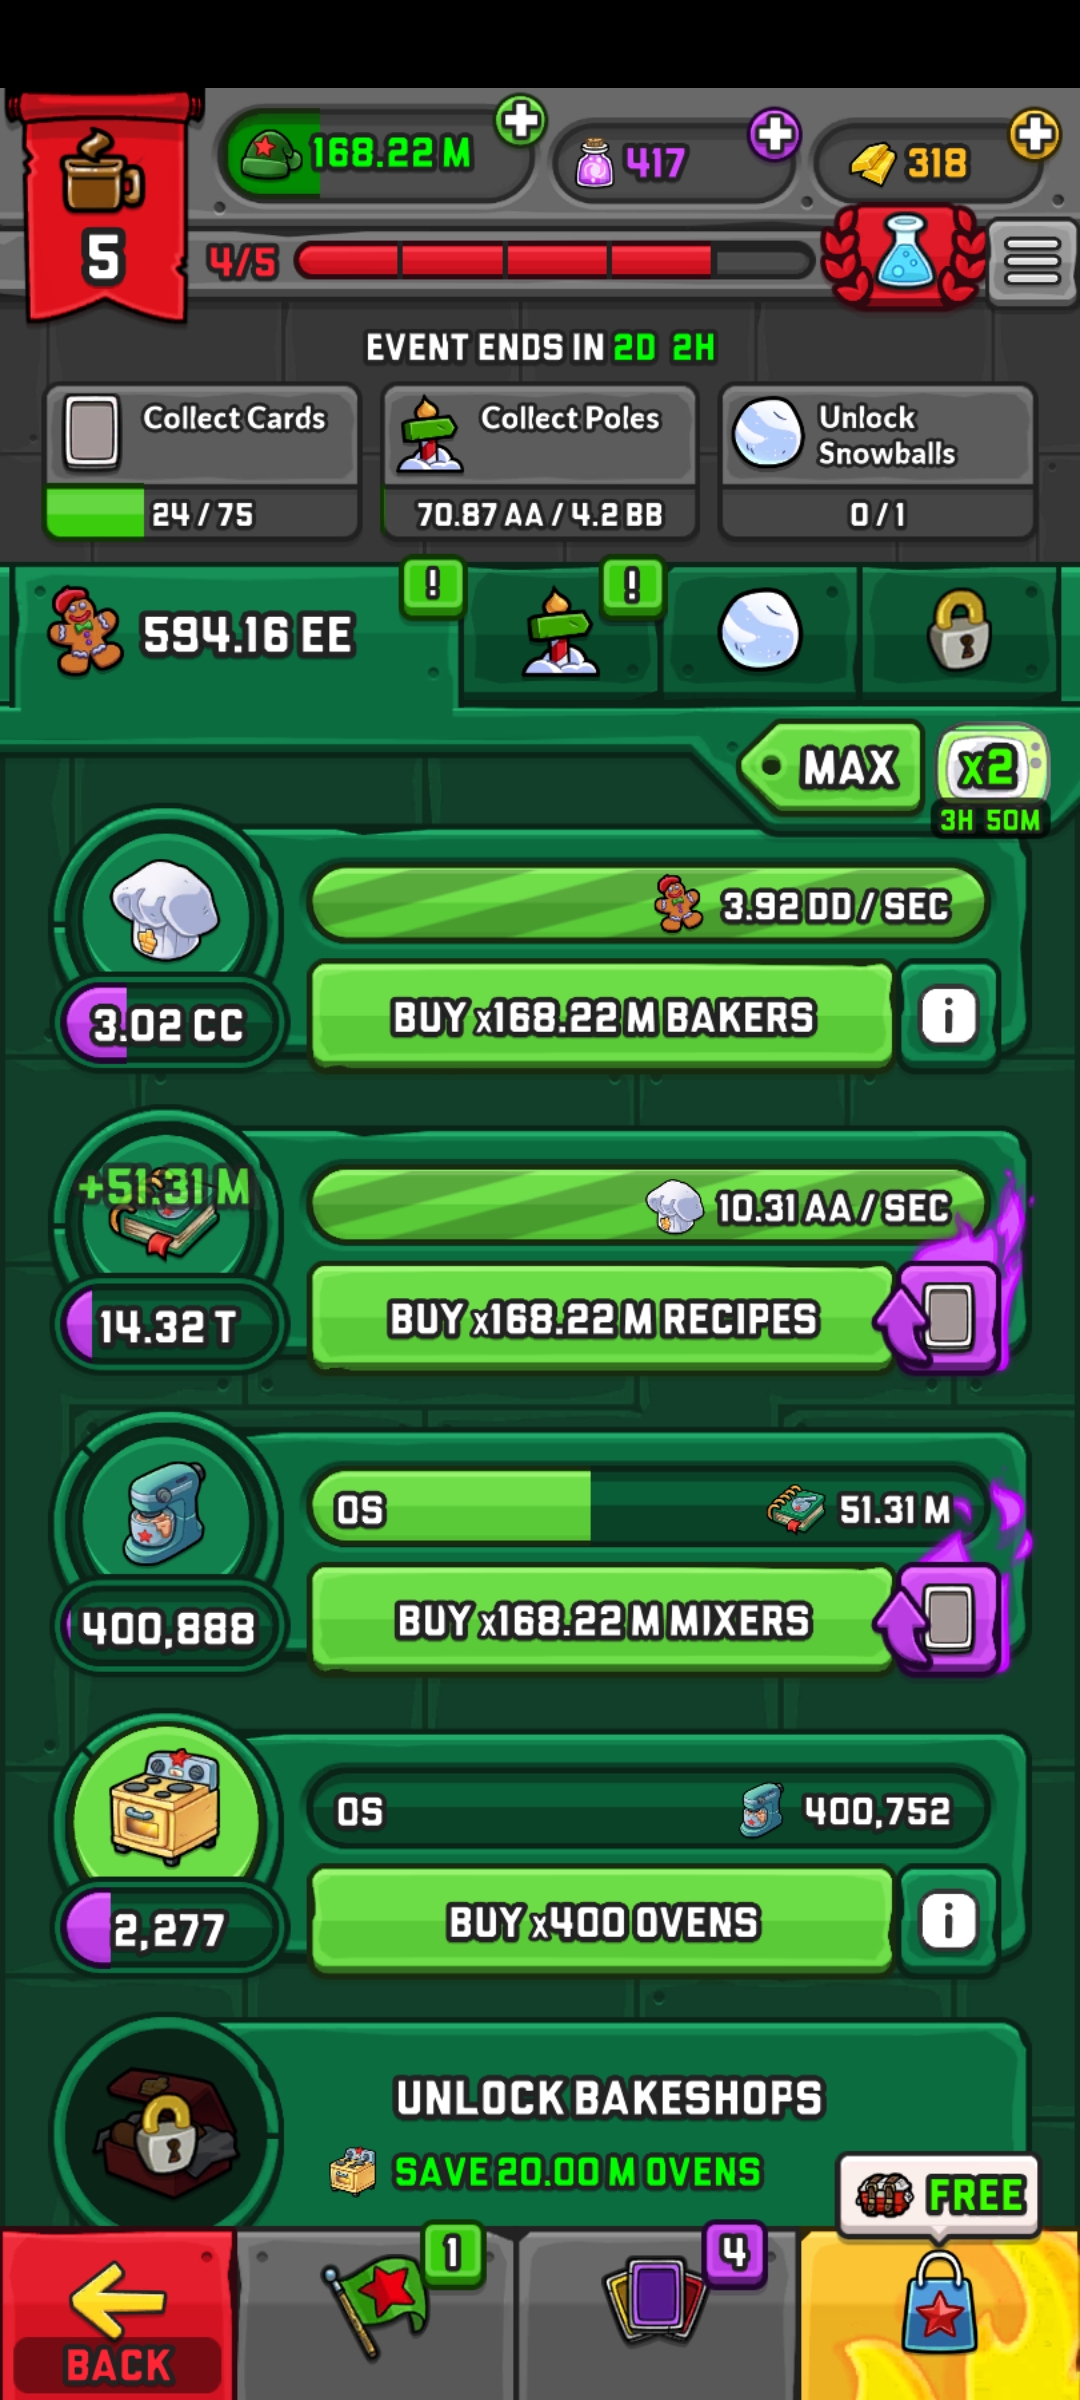 168.22 M
417
318
5
4/5
EVENT ENDS IN 2D 2H
Collect Cards
24 / 75
Collect Poles
70.87 AA / 4.2 BB
Unlock
Snowballs
0 / 1
594.16 EE
!
!
MAX
x2
3H 50M
3.92 DD / SEC
3.02 CC
BUY x168.22 M BAKERS
i
+51.31 M
10.31 AA / SEC
14.32 T
BUY x168.22 M RECIPES
0S
51.31 M
400,888
BUY x168.22 M MIXERS
0S
400,752
2,277
BUY x400 OVENS
i
UNLOCK BAKESHOPS
SAVE 20.00 M OVENS
FREE
1
4
BACK